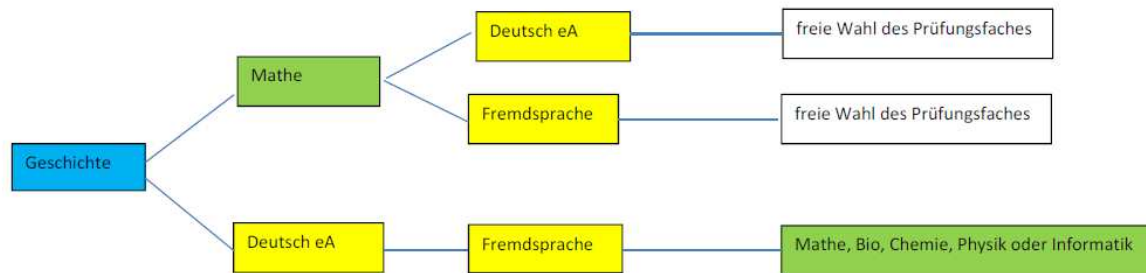 Deutsch eA
freie Wahl des Prüfungsfaches
Mathe
Fremdsprache
freie Wahl des Prüfungsfaches
Geschichte
Deutsch eA
Fremdsprache
Mathe, Bio, Chemie, Physik oder Informatik